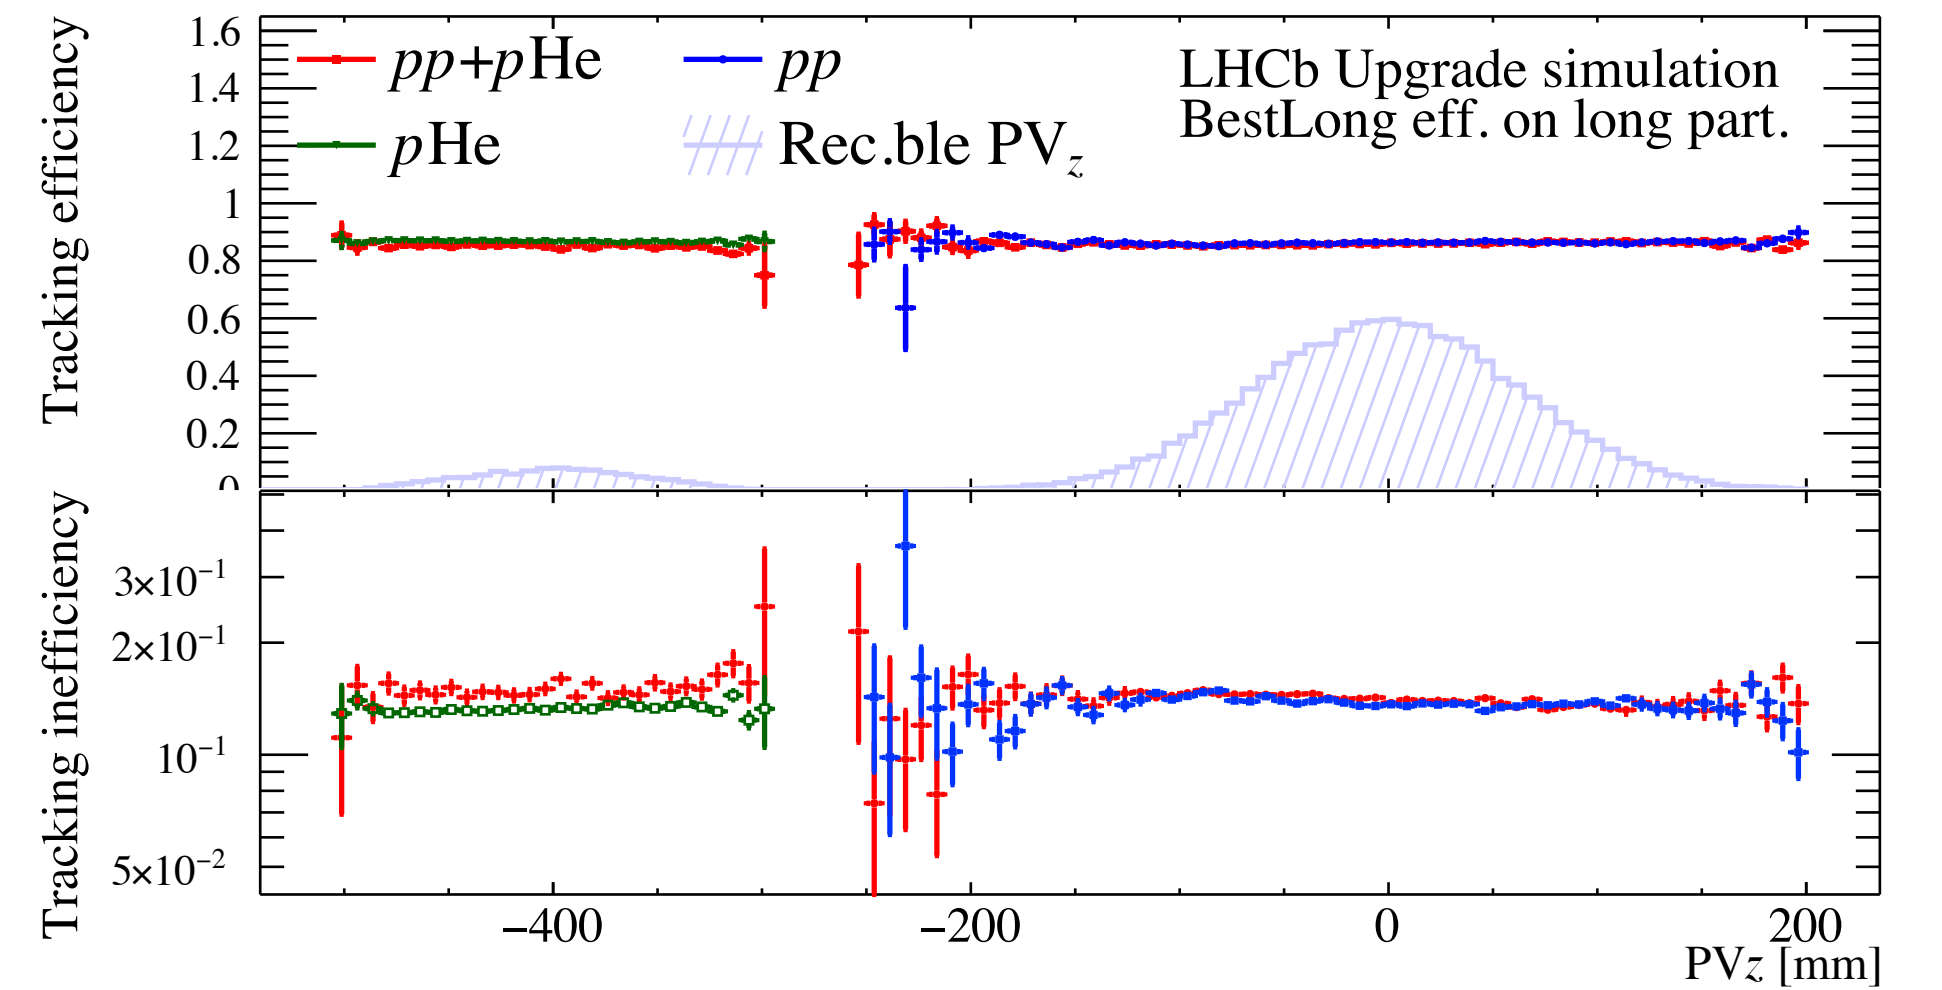 Tracking efficiency
1.6
1.4
1.2
1
0.8
0.6
0.4
0.2
0
pp+pHe
pp
pHe
Rec.ble PVz
LHCb Upgrade simulation
BestLong eff. on long part.
Tracking inefficiency
3×10⁻¹
2×10⁻¹
10⁻¹
5×10⁻²
−400
−200
0
200
PVz [mm]